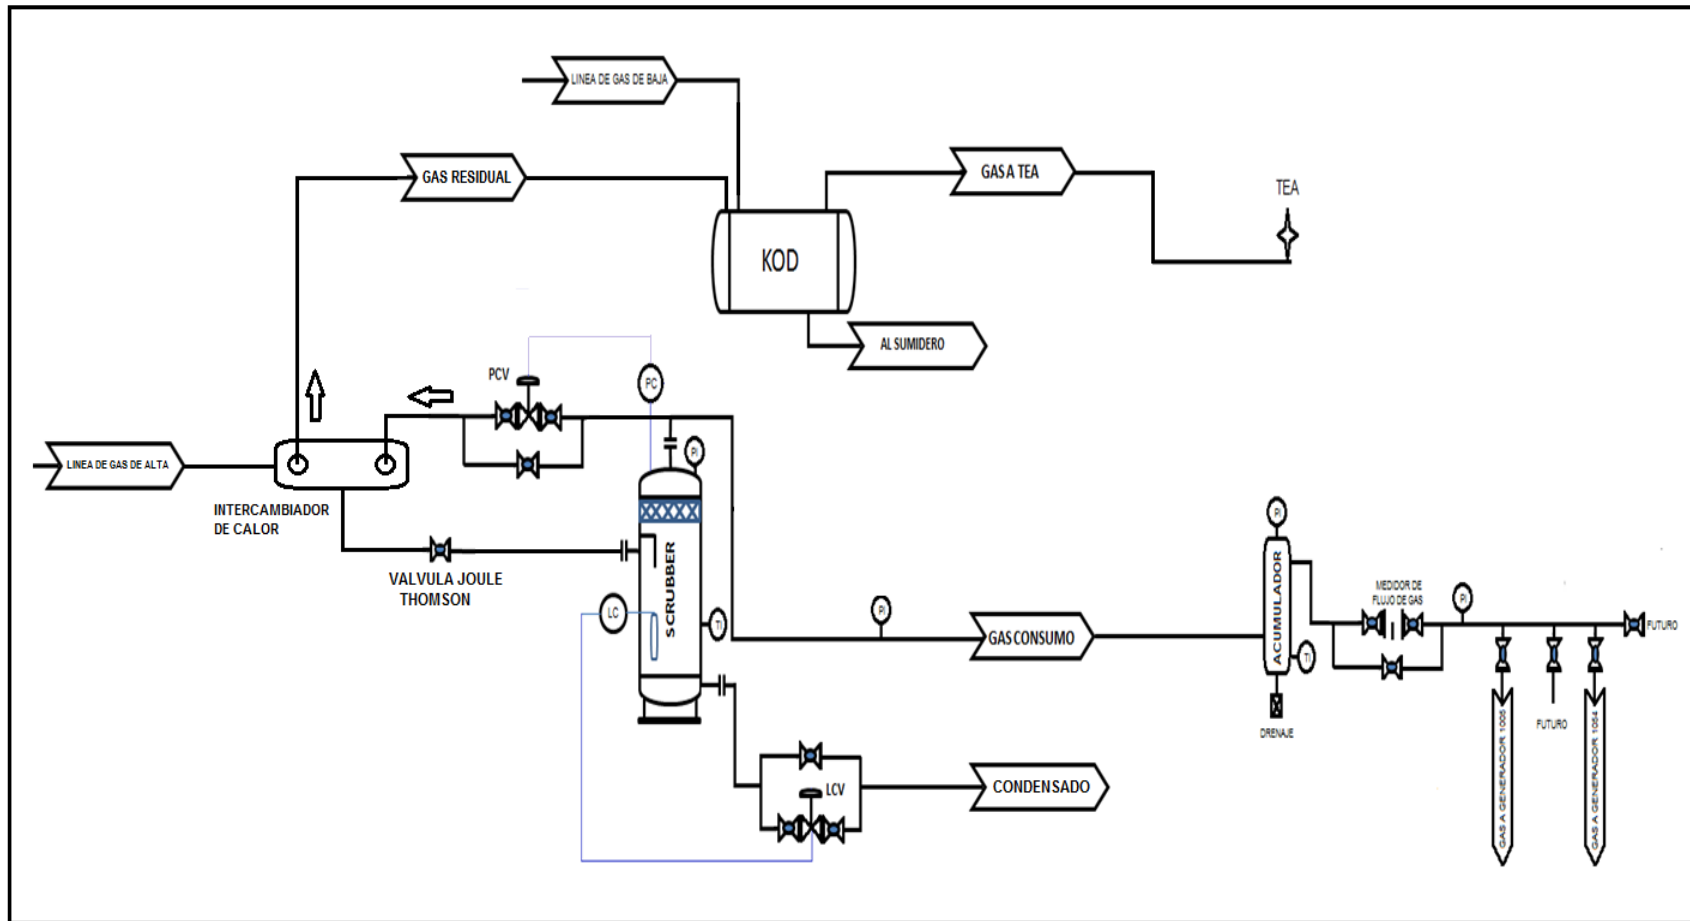 LINEA DE GAS DE BAJA
GAS RESIDUAL
GAS A TEA
TEA
KOD
AL SUMIDERO
PCV
PC
LINEA DE GAS DE ALTA
PI
INTERCAMBIADOR
DE CALOR
VALVULA JOULE
THOMSON
SCRUBBER
LC
TI
PI
GAS CONSUMO
PI
ACUMULADOR
TI
DRENAJE
MEDIDOR DE
FLUJO DE GAS
PI
FUTURO
FUTURO
GAS A GENERADOR 1005
GAS A GENERADOR 1054
LCV
CONDENSADO